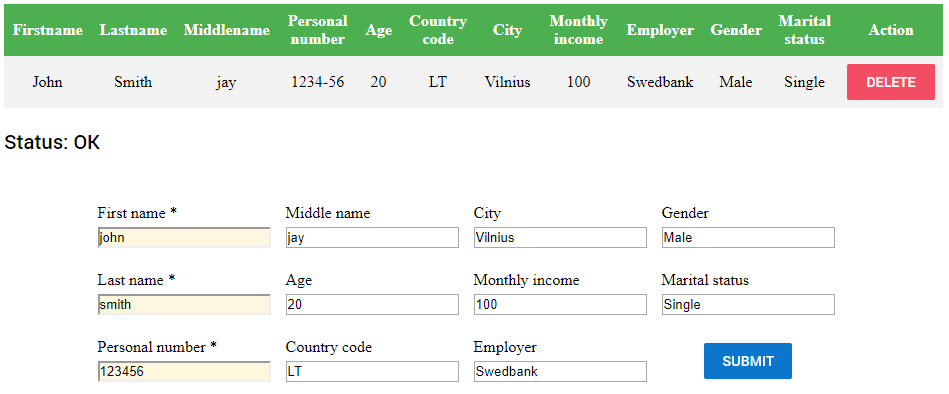 Firstname Lastname Middlename Personal number Age Country code City Monthly income Employer Gender Marital status Action
John Smith jay 1234-56 20 LT Vilnius 100 Swedbank Male Single DELETE
Status: OK
First name * Middle name City Gender
john jay Vilnius Male
Last name * Age Monthly income Marital status
smith 20 100 Single
Personal number * Country code Employer
123456 LT Swedbank SUBMIT